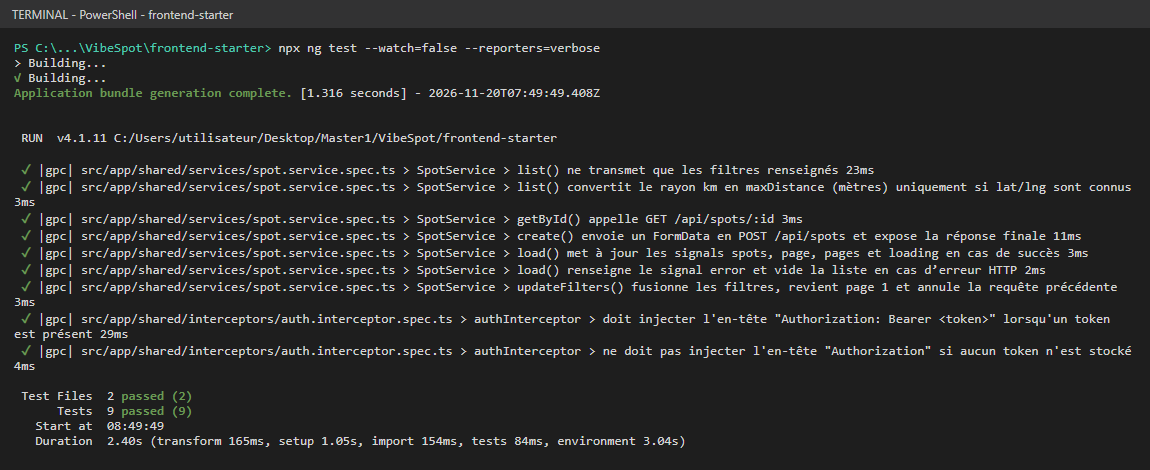 TERMINAL - PowerShell - frontend-starter
PS C:\...\VibeSpot\frontend-starter> npx ng test --watch=false --reporters=verbose
> Building...
✓ Building...
Application bundle generation complete. [1.316 seconds] - 2026-11-20T07:49:49.408Z
RUN  v4.1.11 C:/Users/utilisateur/Desktop/Master1/VibeSpot/frontend-starter
✓ |gpc| src/app/shared/services/spot.service.spec.ts > SpotService > list() ne transmet que les filtres renseignés 23ms
✓ |gpc| src/app/shared/services/spot.service.spec.ts > SpotService > list() convertit le rayon km en maxDistance (mètres) uniquement si lat/lng sont connus
3ms
✓ |gpc| src/app/shared/services/spot.service.spec.ts > SpotService > getById() appelle GET /api/spots/:id 3ms
✓ |gpc| src/app/shared/services/spot.service.spec.ts > SpotService > create() envoie un FormData en POST /api/spots et expose la réponse finale 11ms
✓ |gpc| src/app/shared/services/spot.service.spec.ts > SpotService > load() met à jour les signals spots, page, pages et loading en cas de succès 3ms
✓ |gpc| src/app/shared/services/spot.service.spec.ts > SpotService > load() renseigne le signal error et vide la liste en cas d’erreur HTTP 2ms
✓ |gpc| src/app/shared/services/spot.service.spec.ts > SpotService > updateFilters() fusionne les filtres, revient page 1 et annule la requête précédente
3ms
✓ |gpc| src/app/shared/interceptors/auth.interceptor.spec.ts > authInterceptor > doit injecter l'en-tête "Authorization: Bearer <token>" lorsqu'un token
est présent 29ms
✓ |gpc| src/app/shared/interceptors/auth.interceptor.spec.ts > authInterceptor > ne doit pas injecter l'en-tête "Authorization" si aucun token n'est stocké
4ms
Test Files  2 passed (2)
Tests  9 passed (9)
Start at  08:49:49
Duration  2.40s (transform 165ms, setup 1.05s, import 154ms, tests 84ms, environment 3.04s)